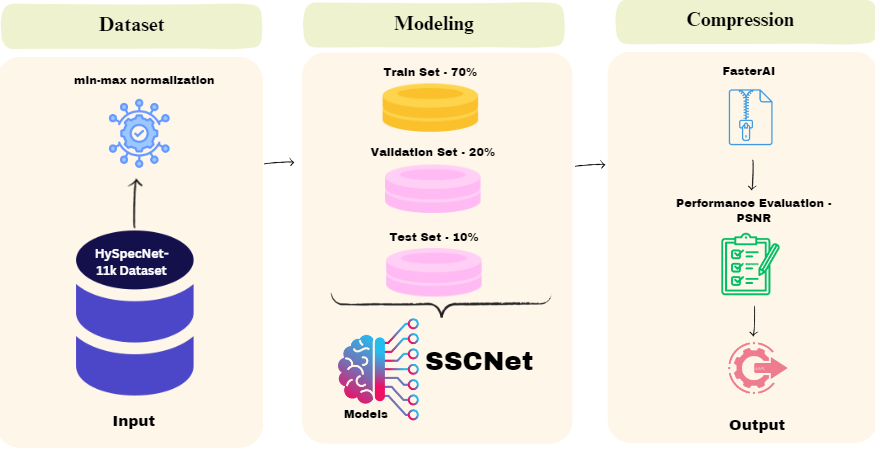 Dataset
min-max normalization
HySpecNet-
11k Dataset
Input
Modeling
Train Set - 70%
Validation Set - 20%
Test Set - 10%
SSCNet
Models
Compression
FasterAI
Performance Evaluation -
PSNR
Output